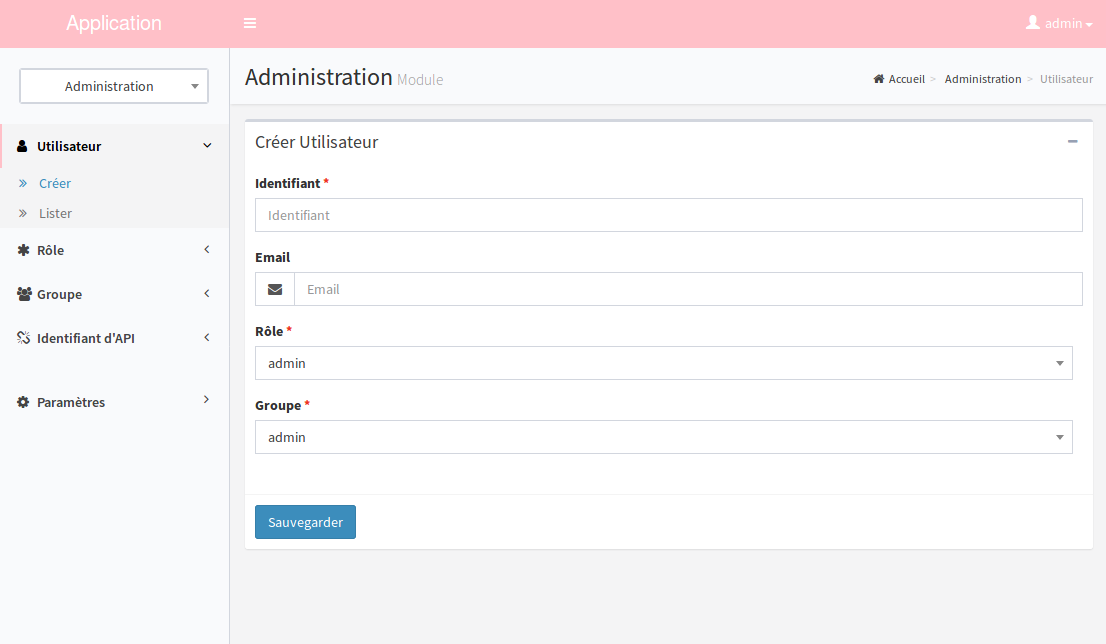 Application
admin
Administration
Administration Module
Accueil > Administration > Utilisateur
Utilisateur
Créer
Lister
Rôle
Groupe
Identifiant d'API
Paramètres
Créer Utilisateur
Identifiant *
Identifiant
Email
Email
Rôle *
admin
Groupe *
admin
Sauvegarder